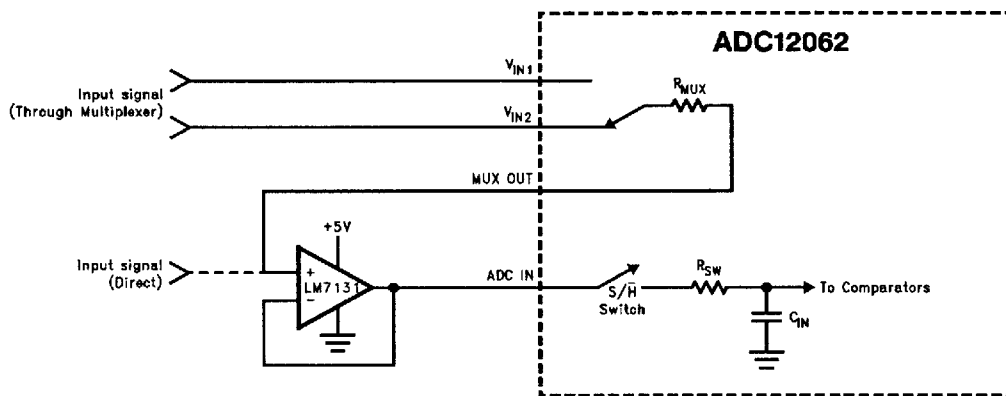 ADC12062
V_IN1
R_MUX
Input signal
(Through Multiplexer)
V_IN2
MUX OUT
+5V
Input signal
(Direct)
+
LM7131
−
ADC IN
S/H̅
Switch
R_SW
To Comparators
C_IN